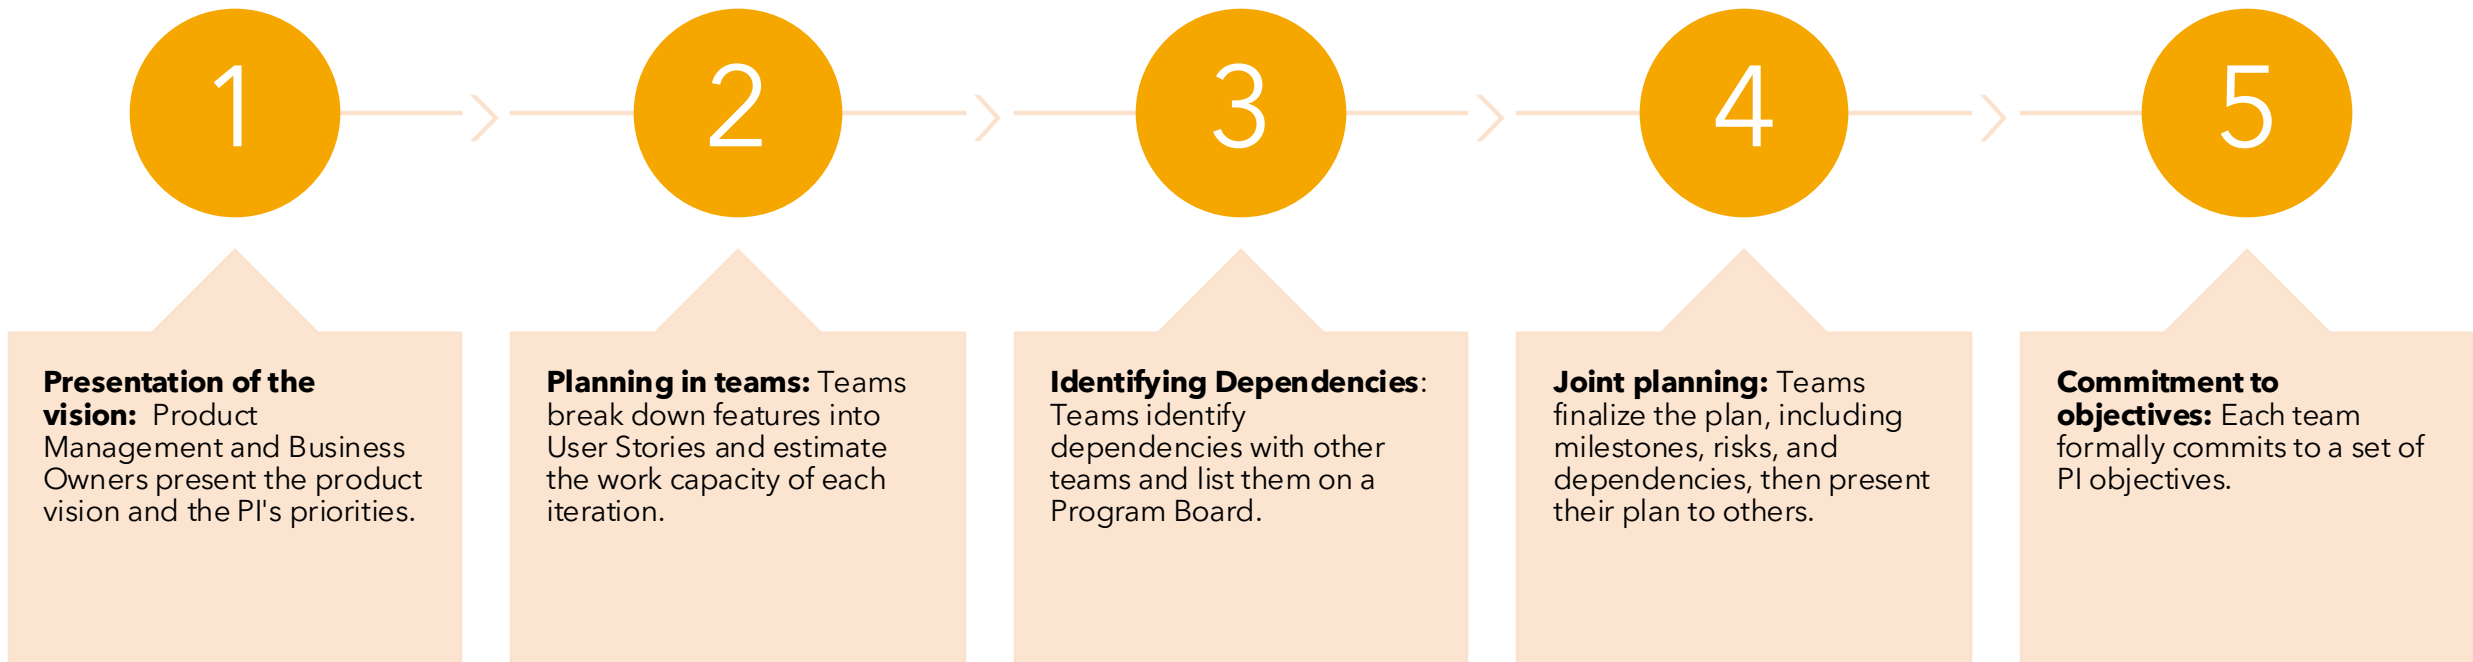 1
2
3
4
5
Presentation of the
vision:  Product
Management and Business
Owners present the product
vision and the PI's priorities.
Planning in teams: Teams
break down features into
User Stories and estimate
the work capacity of each
iteration.
Identifying Dependencies:
Teams identify
dependencies with other
teams and list them on a
Program Board.
Joint planning: Teams
finalize the plan, including
milestones, risks, and
dependencies, then present
their plan to others.
Commitment to
objectives: Each team
formally commits to a set of
PI objectives.